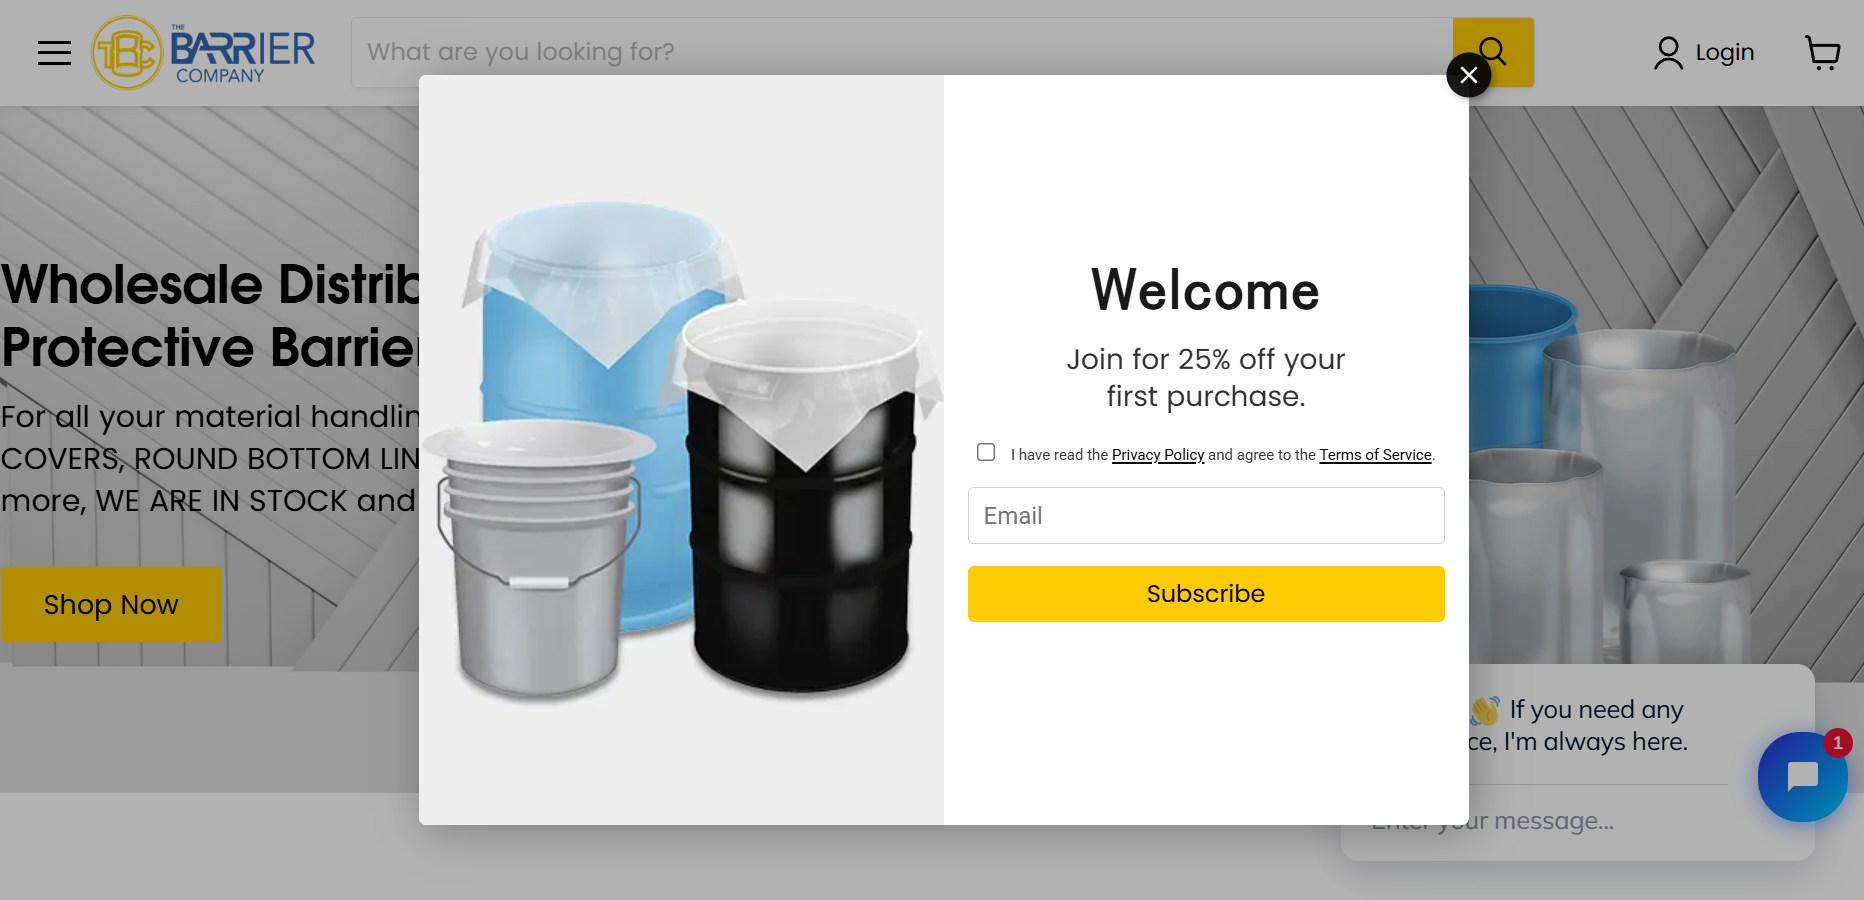 THE
BARRIER
COMPANY
What are you looking for?
Login
Wholesale Distrib
Protective Barrier
For all your material handlin
COVERS, ROUND BOTTOM LIN
more, WE ARE IN STOCK and
Shop Now
Welcome
Join for 25% off your
first purchase.
I have read the Privacy Policy and agree to the Terms of Service.
Email
Subscribe
👋 If you need any
ce, I'm always here.
1
Enter your message...